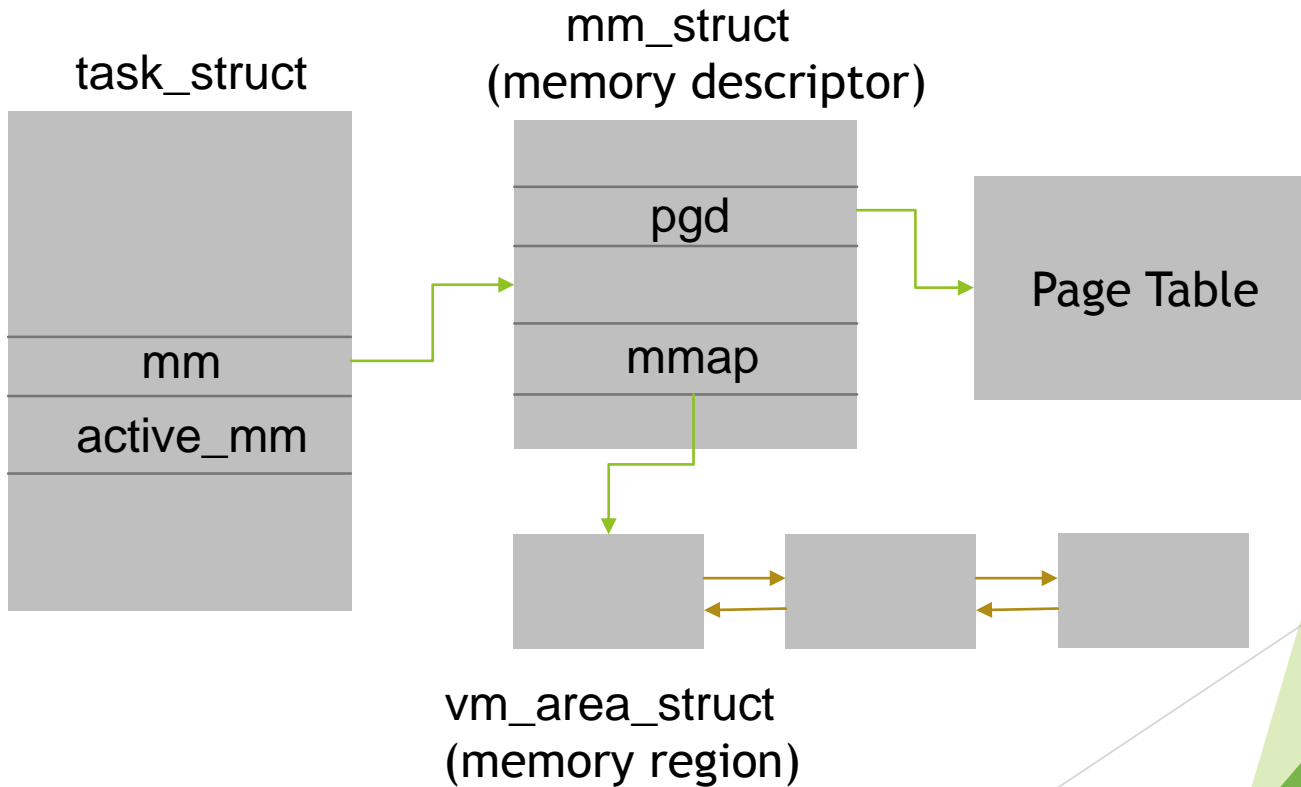 task_struct
mm
active_mm
mm_struct
(memory descriptor)
pgd
mmap
Page Table
vm_area_struct
(memory region)